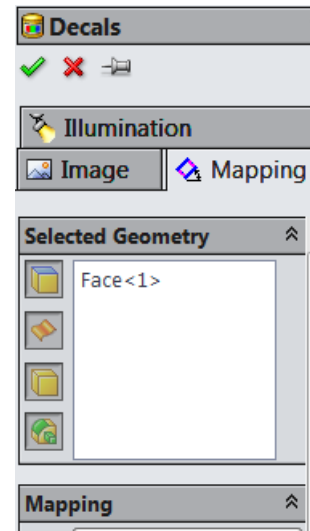 Decals
Illumination
Image Mapping
Selected Geometry
Face<1>
Mapping